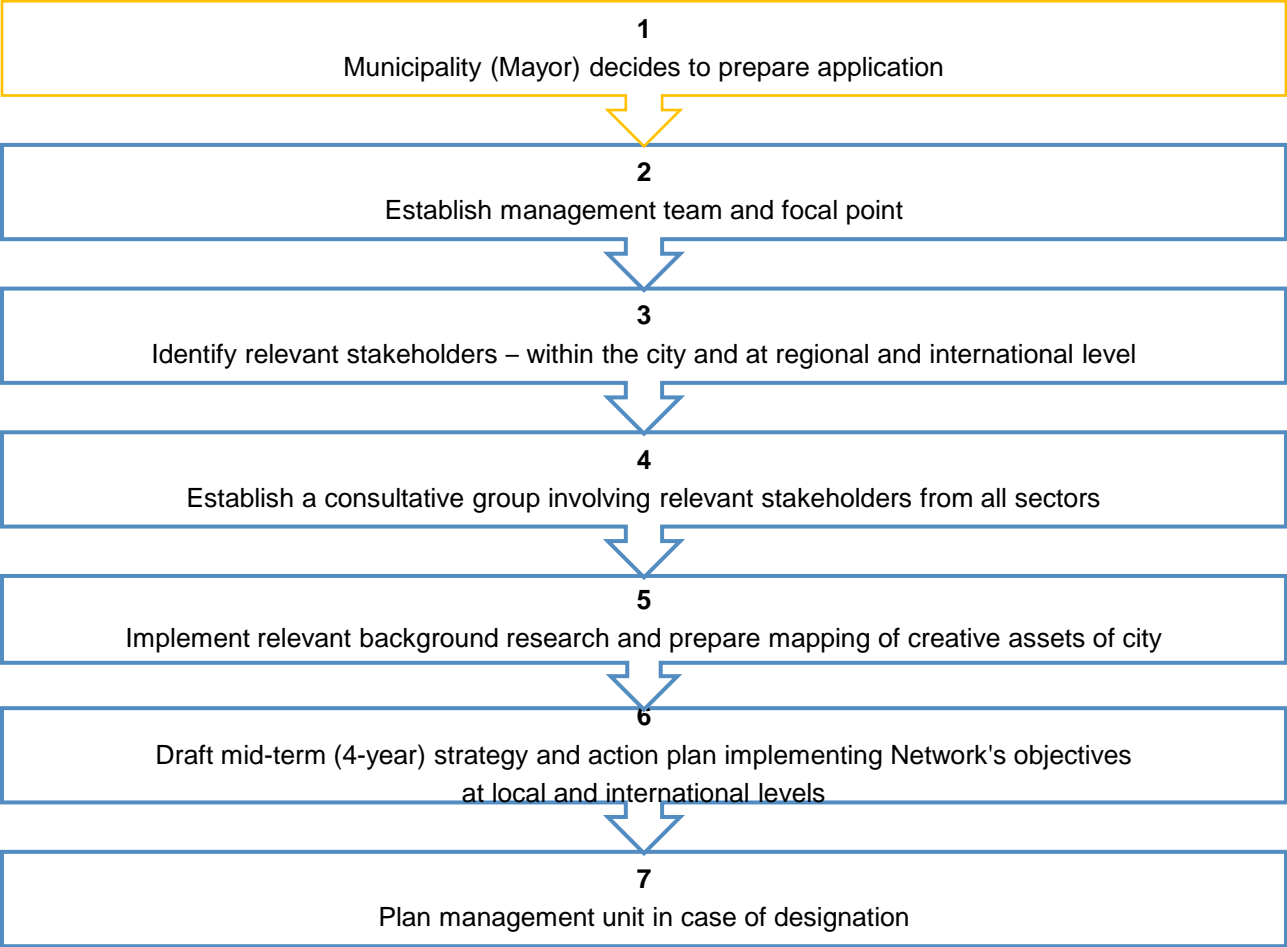 1
Municipality (Mayor) decides to prepare application
2
Establish management team and focal point
3
Identify relevant stakeholders – within the city and at regional and international level
4
Establish a consultative group involving relevant stakeholders from all sectors
5
Implement relevant background research and prepare mapping of creative assets of city
6
Draft mid-term (4-year) strategy and action plan implementing Network's objectives
at local and international levels
7
Plan management unit in case of designation